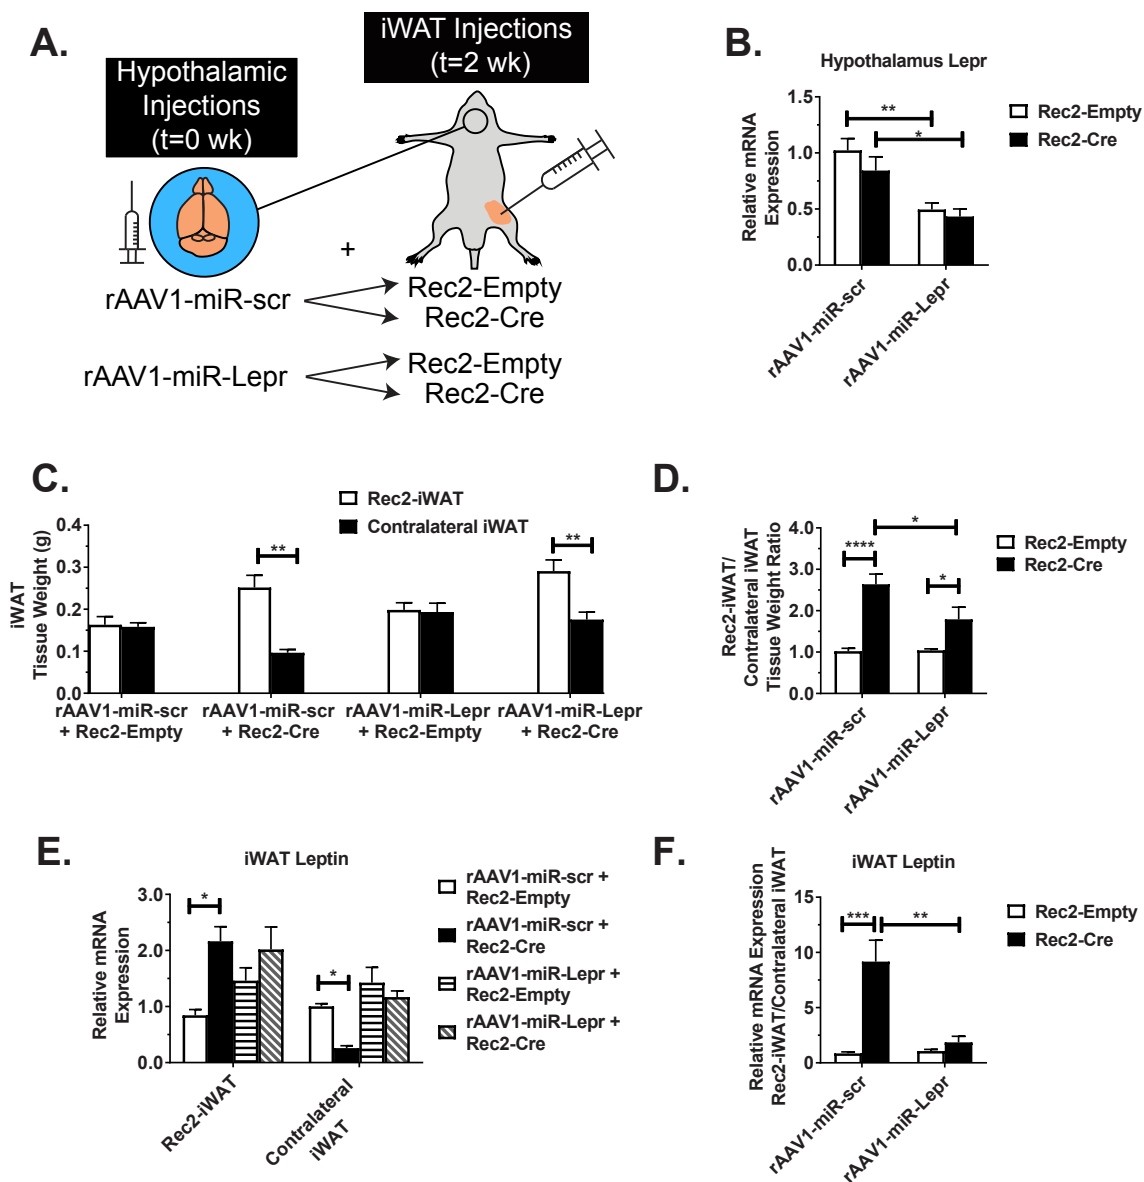 A.
Hypothalamic
Injections
(t=0 wk)
iWAT Injections
(t=2 wk)
+
rAAV1-miR-scr
Rec2-Empty
Rec2-Cre
rAAV1-miR-Lepr
Rec2-Empty
Rec2-Cre
B.
Hypothalamus Lepr
Relative mRNA
Expression
1.5
1.0
0.5
0.0
**
*
rAAV1-miR-scr
rAAV1-miR-Lepr
Rec2-Empty
Rec2-Cre
C.
Rec2-iWAT
Contralateral iWAT
iWAT
Tissue Weight (g)
0.4
0.3
0.2
0.1
0.0
**
**
rAAV1-miR-scr
+ Rec2-Empty
rAAV1-miR-scr
+ Rec2-Cre
rAAV1-miR-Lepr
+ Rec2-Empty
rAAV1-miR-Lepr
+ Rec2-Cre
D.
Rec2-iWAT/
Contralateral iWAT
Tissue Weight Ratio
4.0
3.0
2.0
1.0
0.0
****
*
*
rAAV1-miR-scr
rAAV1-miR-Lepr
Rec2-Empty
Rec2-Cre
E.
iWAT Leptin
Relative mRNA
Expression
3.0
2.0
1.0
0.0
*
*
Rec2-iWAT
Contralateral
iWAT
rAAV1-miR-scr +
Rec2-Empty
rAAV1-miR-scr +
Rec2-Cre
rAAV1-miR-Lepr +
Rec2-Empty
rAAV1-miR-Lepr +
Rec2-Cre
F.
iWAT Leptin
Relative mRNA Expression
Rec2-iWAT/Contralateral iWAT
15
10
5
0
***
**
rAAV1-miR-scr
rAAV1-miR-Lepr
Rec2-Empty
Rec2-Cre